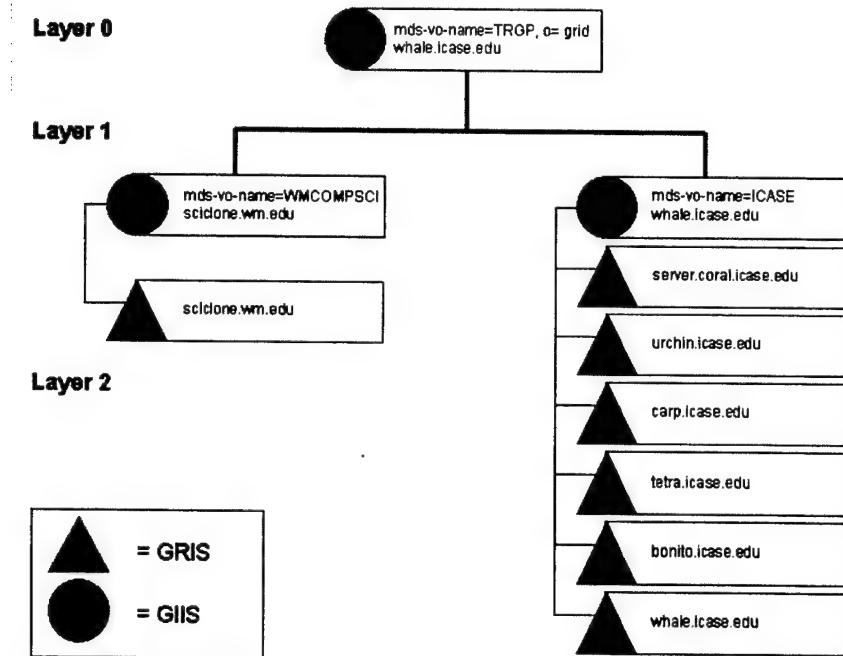 Layer 0
mds-vo-name=TRGP, o= grid
whale.icase.edu
Layer 1
mds-vo-name=WMCOMPSCI
sciclone.wm.edu
sciclone.wm.edu
mds-vo-name=ICASE
whale.icase.edu
server.coral.icase.edu
urchin.icase.edu
carp.icase.edu
tetra.icase.edu
bonito.icase.edu
whale.icase.edu
Layer 2
= GRIS
= GIIS